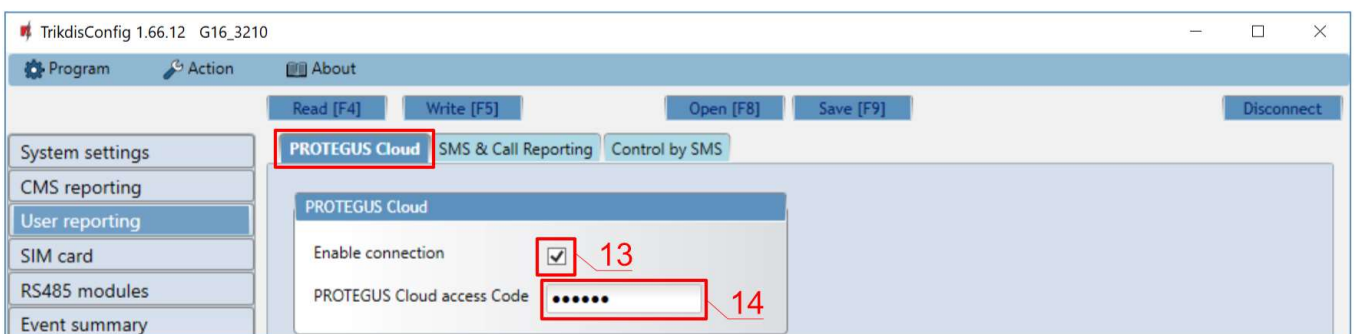 TrikdisConfig 1.66.12 G16_3210
Program Action About
Read [F4] Write [F5] Open [F8] Save [F9] Disconnect
System settings
CMS reporting
User reporting
SIM card
RS485 modules
Event summary
PROTEGUS Cloud SMS & Call Reporting Control by SMS
PROTEGUS Cloud
Enable connection 13
PROTEGUS Cloud access Code •••••• 14